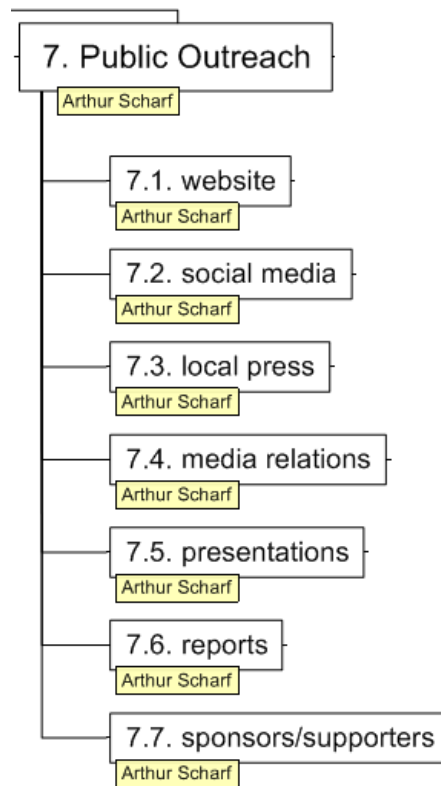 7. Public Outreach
Arthur Scharf
7.1. website
Arthur Scharf
7.2. social media
Arthur Scharf
7.3. local press
Arthur Scharf
7.4. media relations
Arthur Scharf
7.5. presentations
Arthur Scharf
7.6. reports
Arthur Scharf
7.7. sponsors/supporters
Arthur Scharf